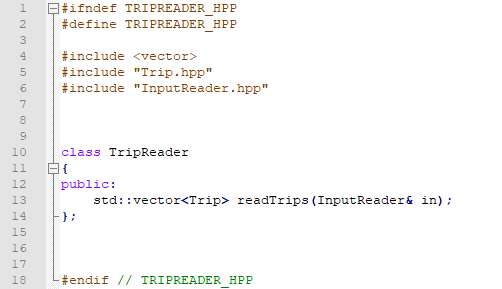 1 #ifndef TRIPREADER_HPP
2 #define TRIPREADER_HPP
3
4 #include <vector>
5 #include "Trip.hpp"
6 #include "InputReader.hpp"
7
8
9
10 class TripReader
11 {
12 public:
13     std::vector<Trip> readTrips(InputReader& in);
14 };
15
16
17
18 #endif // TRIPREADER_HPP